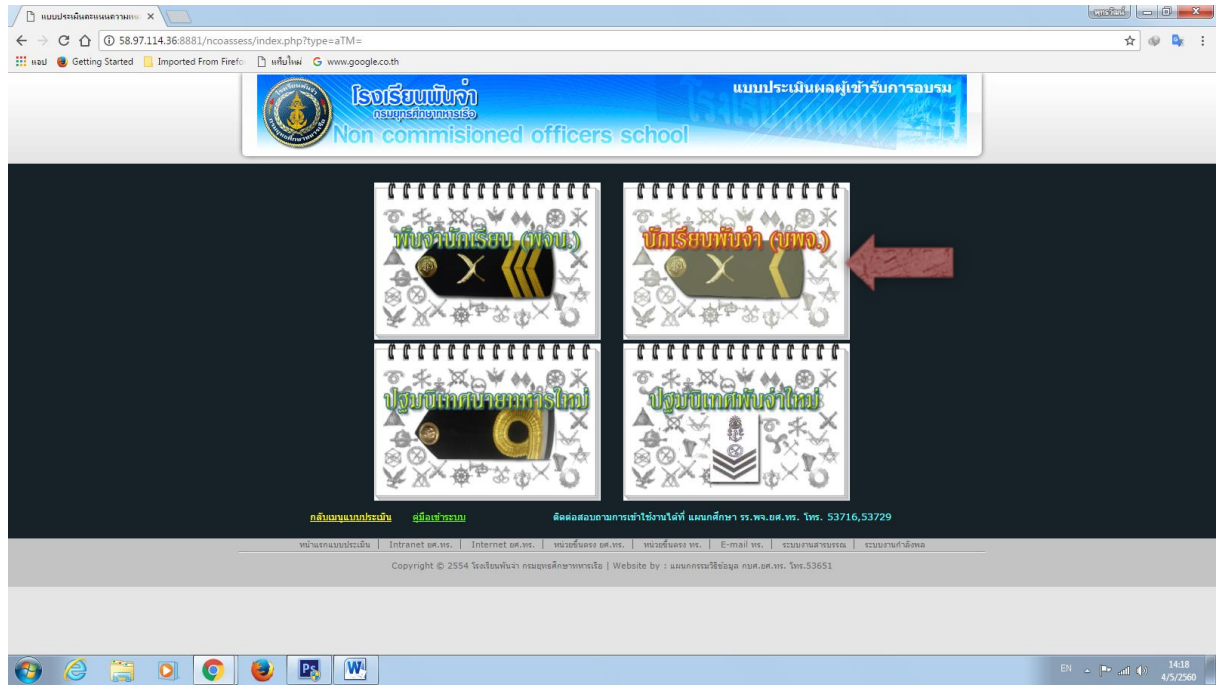 แบบประเมินคะแนนความพึง
58.97.114.36:8881/ncoassess/index.php?type=aTM=
แอป Getting Started Imported From Firefo แท็บใหม่ www.google.co.th
โรงเรียนพันจ่า
กรมยุทธศึกษาทหารเรือ
Non commisioned officers school
แบบประเมินผลผู้เข้ารับการอบรม
พันจ่านักเรียน (พจน.)
นักเรียนพันจ่า (นพจ.)
ปฐมนิเทศนายทหารใหม่
ปฐมนิเทศพันจ่าใหม่
กลับเมนูแบบประเมิน คู่มือเข้าระบบ ติดต่อสอบถามการเข้าใช้งานได้ที่ แผนกศึกษา รร.พจ.ยศ.ทร. โทร. 53716,53729
หน้าแรกแบบประเมิน | Intranet ยศ.ทร. | Internet ยศ.ทร. | หน่วยขึ้นตรง ยศ.ทร. | หน่วยขึ้นตรง ทร. | E-mail ทร. | ระบบงานสารบรรณ | ระบบงานกำลังพล
Copyright © 2554 โรงเรียนพันจ่า กรมยุทธศึกษาทหารเรือ | Website by : แผนกกรรมวิธีข้อมูล กบศ.ยศ.ทร. โทร.53651
EN 14:18
4/5/2560